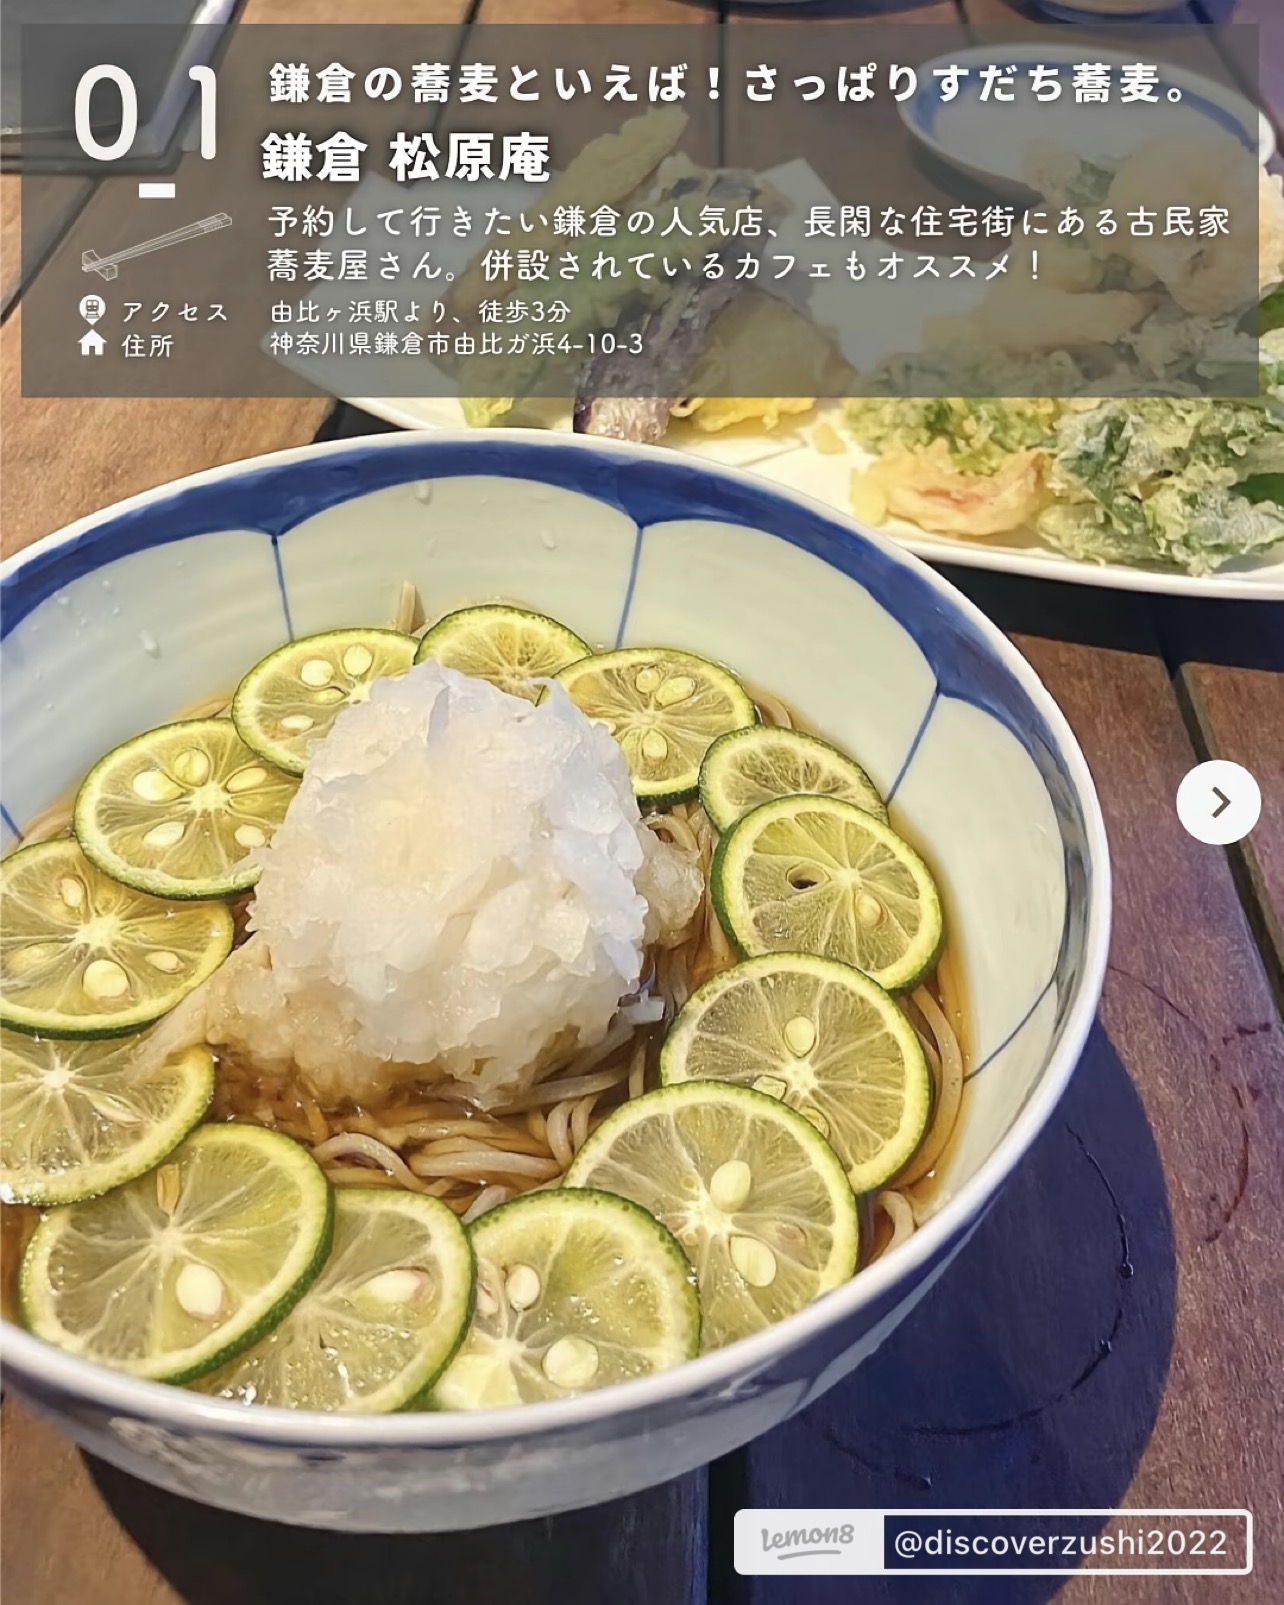 01
鎌倉の蕎麦といえば！さっぱりすだち蕎麦。
鎌倉 松原庵
予約して行きたい鎌倉の人気店、長閑な住宅街にある古民家
蕎麦屋さん。併設されているカフェもオススメ！
アクセス 由比ヶ浜駅より、徒歩3分
住所 神奈川県鎌倉市由比ガ浜4-10-3
Lemon8 @discoverzushi2022